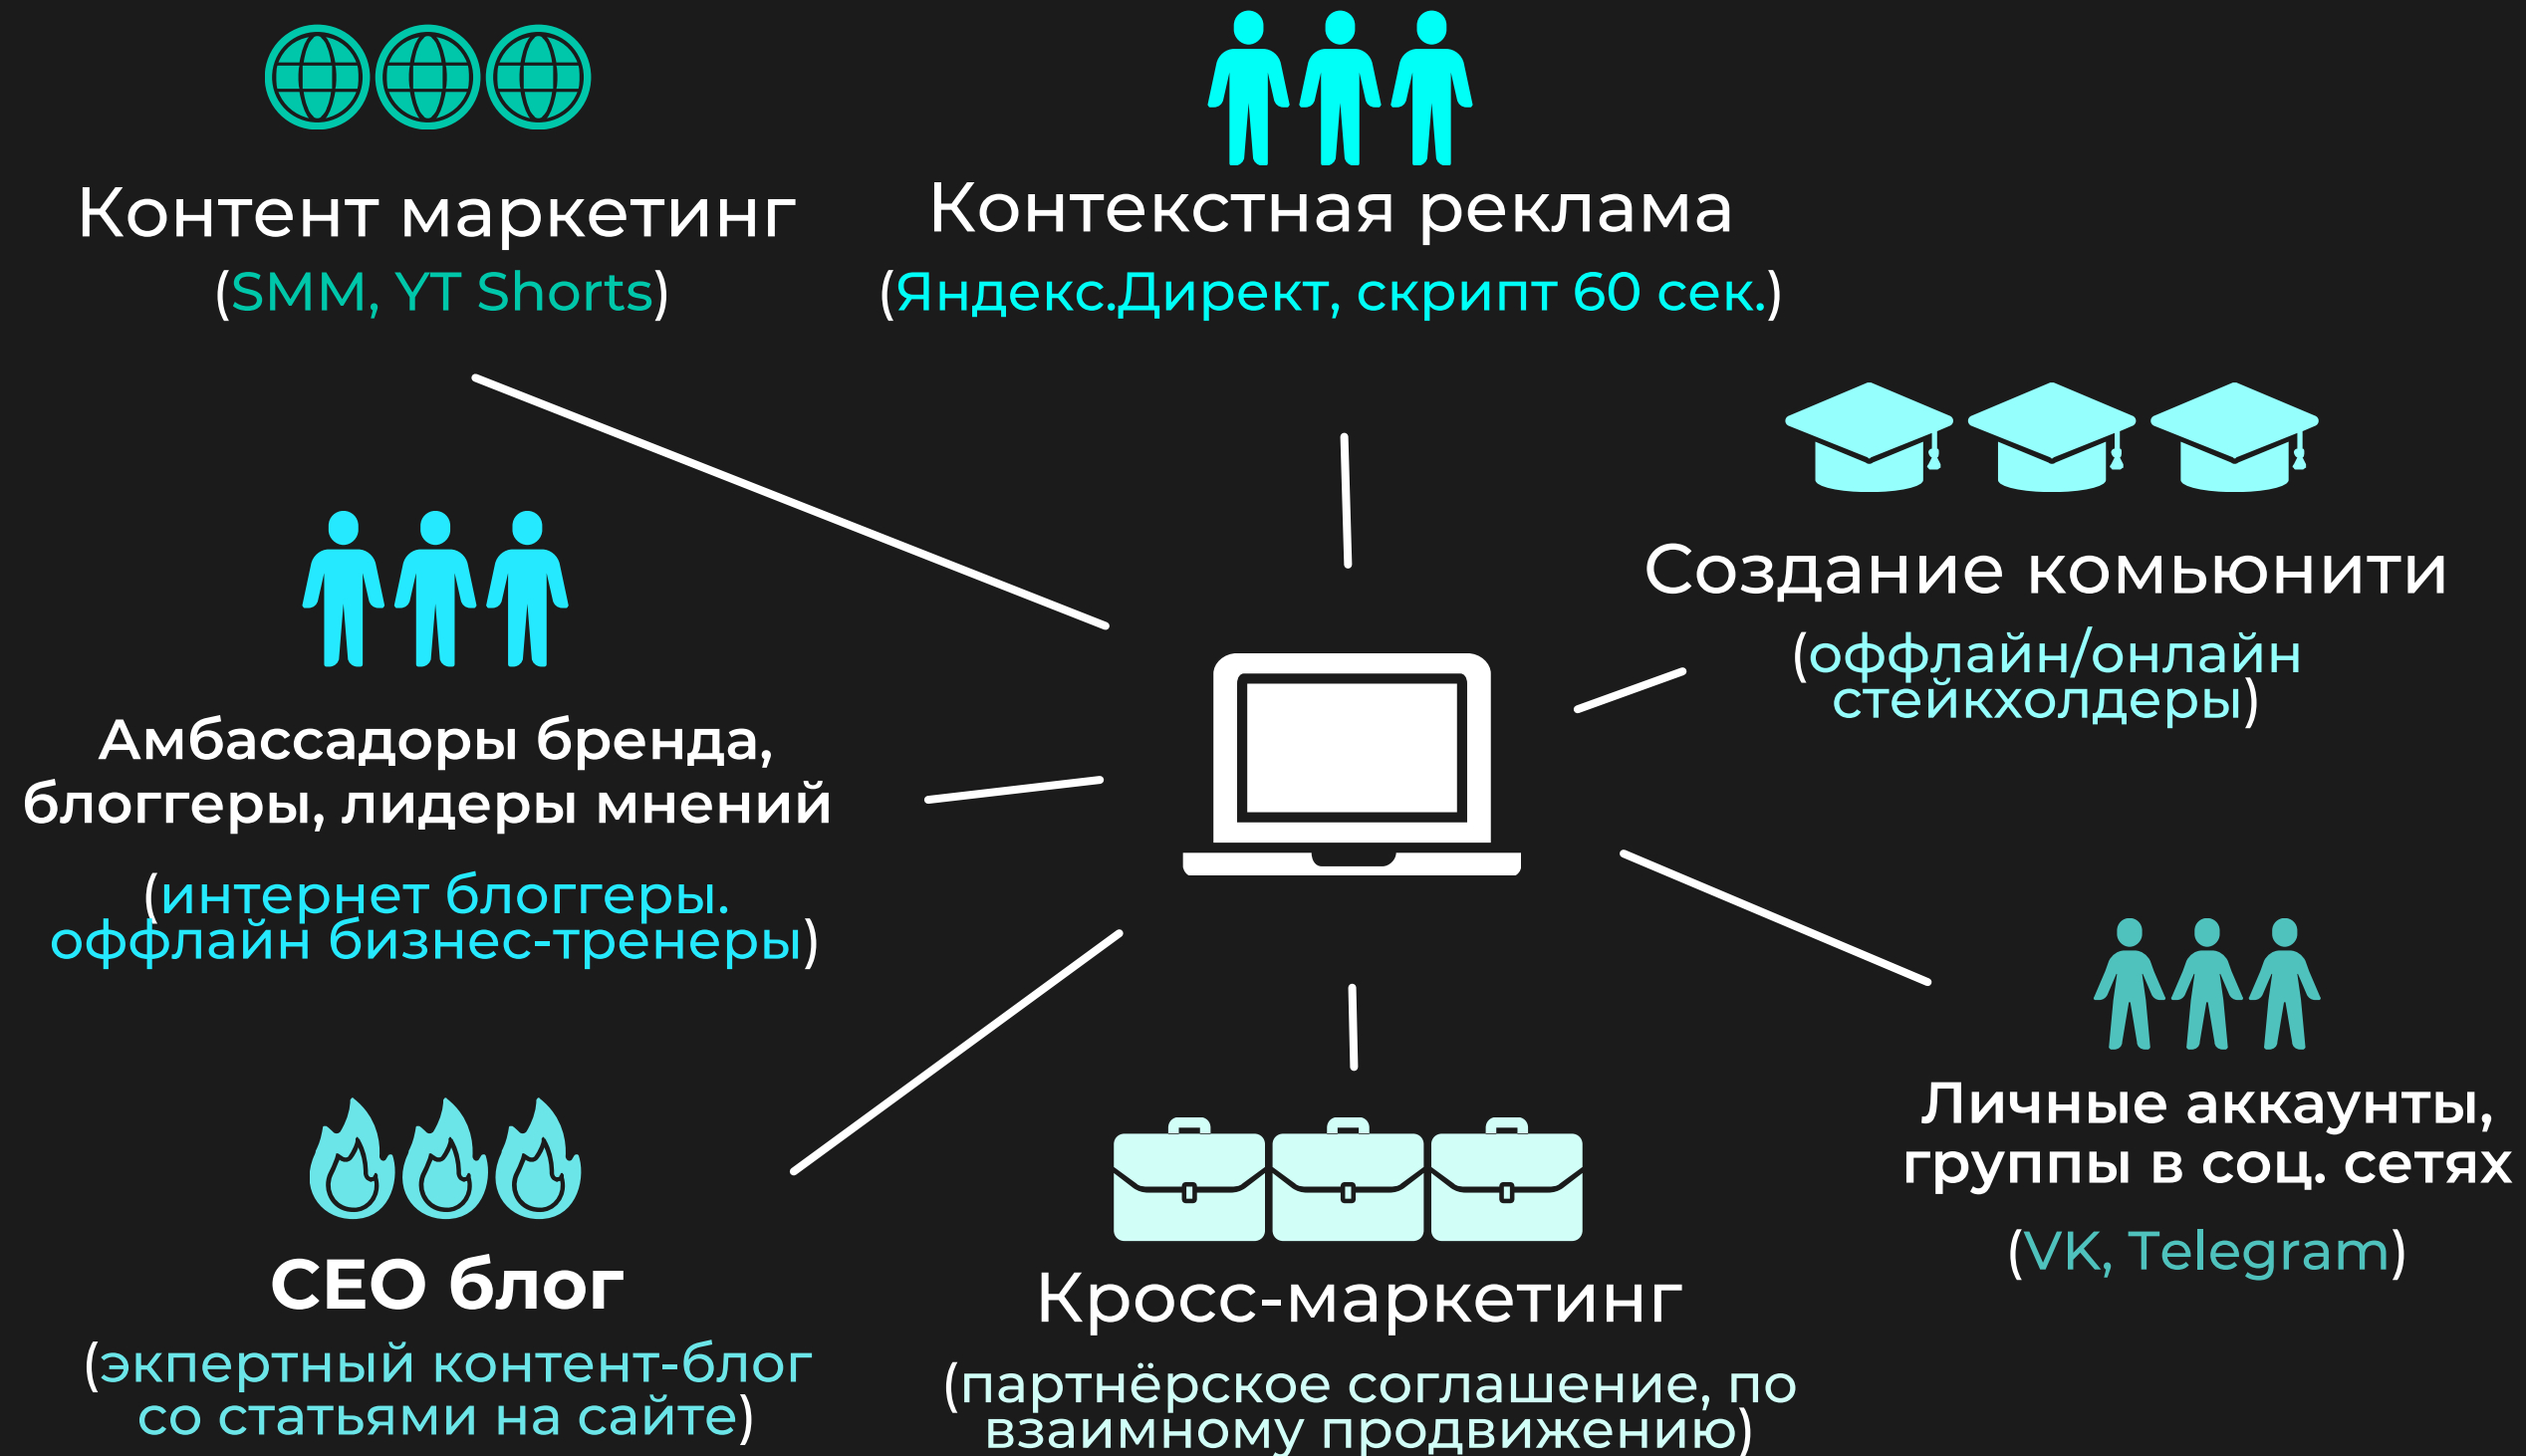 Контент маркетинг
(SMM, YT Shorts)
Контекстная реклама
(Яндекс.Директ, скрипт 60 сек.)
Создание комьюнити
(оффлайн/онлайн
стейкхолдеры)
Амбассадоры бренда,
блоггеры, лидеры мнений
(интернет блоггеры.
оффлайн бизнес-тренеры)
Личные аккаунты,
группы в соц. сетях
(VK, Telegram)
СЕО блог
(экпертный контент-блог
со статьями на сайте)
Кросс-маркетинг
(партнёрское соглашение, по
взаимному продвижению)